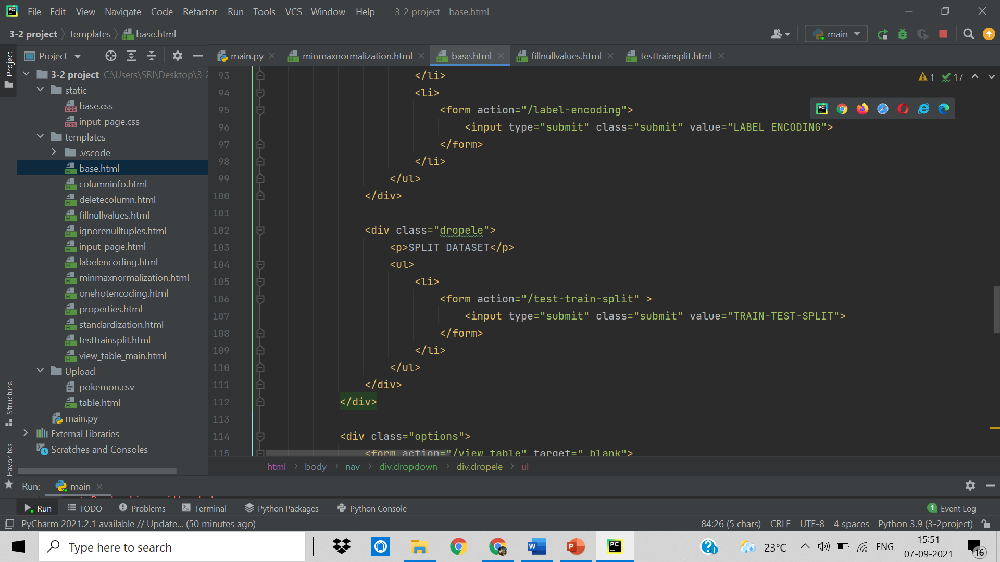 File Edit View Navigate Code Refactor Run Tools VCS Window Help 3-2 project - base.html
3-2 project templates base.html
main
Project
main.py minmaxnormalization.html base.html fillnullvalues.html testtrainsplit.html
Project
3-2 project C:\Users\SRI\Desktop\3-2
static
base.css
input_page.css
templates
.vscode
base.html
columninfo.html
deletecolumn.html
fillnullvalues.html
ignorenulltuples.html
input_page.html
labelencoding.html
minmaxnormalization.html
onehotencoding.html
properties.html
standardization.html
testtrainsplit.html
view_table_main.html
Upload
pokemon.csv
table.html
main.py
External Libraries
Scratches and Consoles
Structure
Favorites
1 17
93 </li>
94 <li>
95 <form action="/label-encoding">
96 <input type="submit" class="submit" value="LABEL ENCODING">
97 </form>
98 </li>
99 </ul>
100 </div>
101
102 <div class="dropele">
103 <p>SPLIT DATASET</p>
104 <ul>
105 <li>
106 <form action="/test-train-split" >
107 <input type="submit" class="submit" value="TRAIN-TEST-SPLIT">
108 </form>
109 </li>
110 </ul>
111 </div>
112 </div>
113
114 <div class="options">
115 <form action="/view_table" target="_blank">
html body nav div.dropdown div.dropele ul
Run: main
Run TODO Problems Terminal Python Packages Python Console 1 Event Log
PyCharm 2021.2.1 available // Update... (50 minutes ago) 84:26 (5 chars) CRLF UTF-8 4 spaces Python 3.9 (3-2project)
Type here to search
23°C ENG
15:51
07-09-2021
16